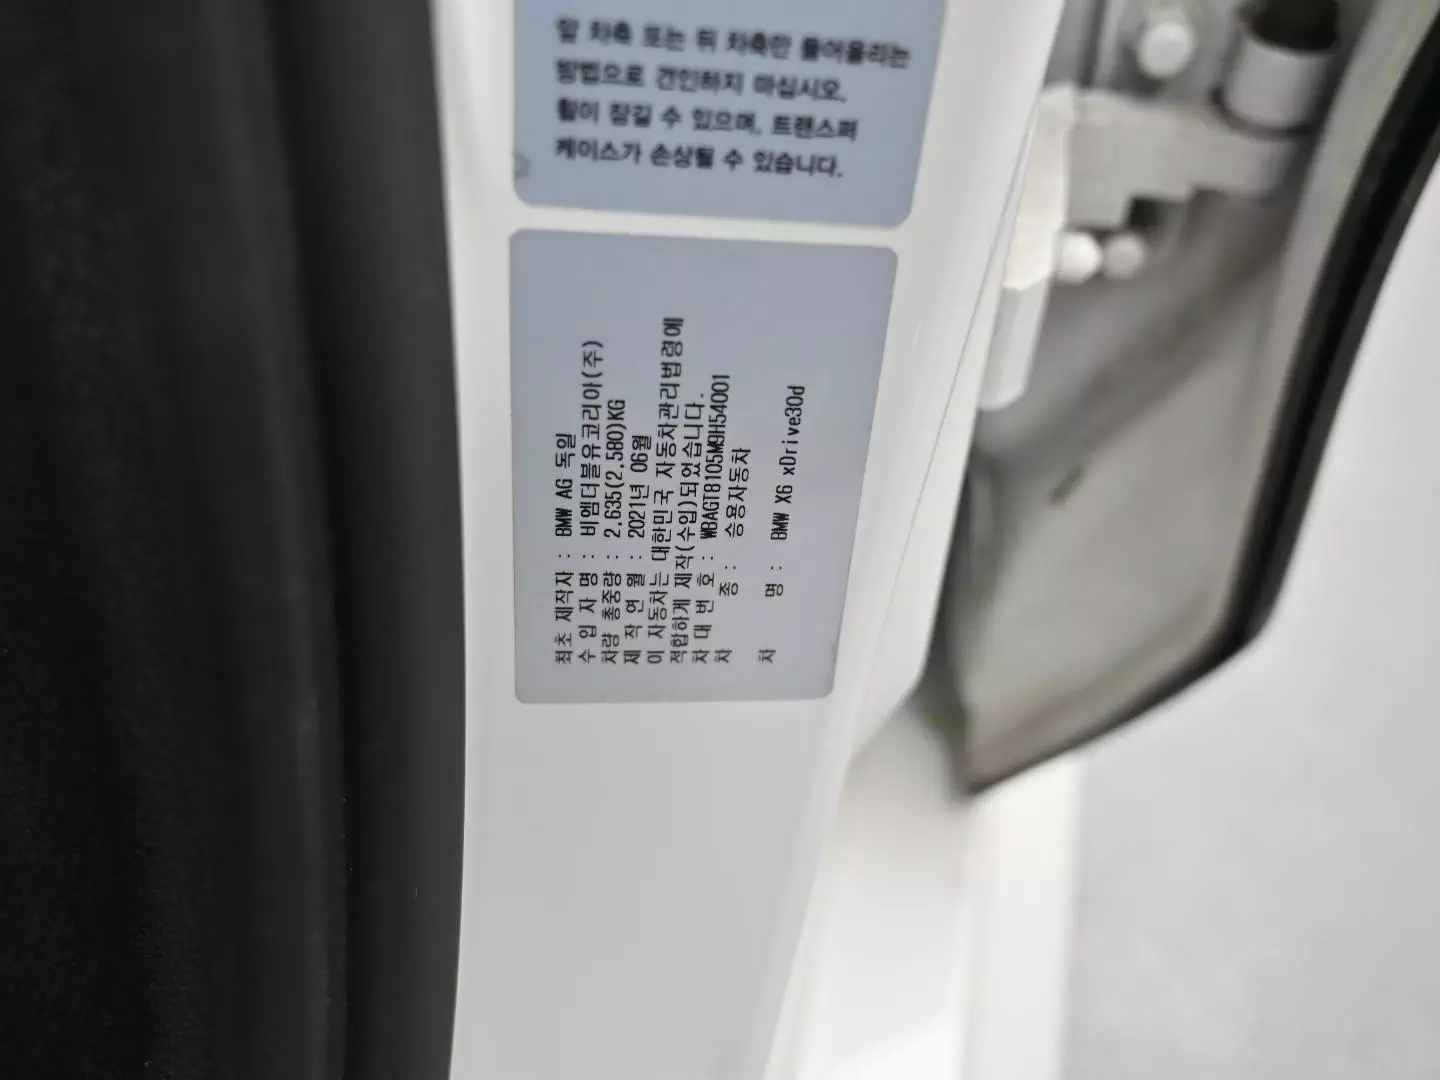 앞 차축 또는 뒤 차축만 들어올리는
방법으로 견인하지 마십시오.
휠이 잠길 수 있으며, 트랜스퍼
케이스가 손상될 수 있습니다.
최초 제작자 : BMW AG 독일
수 입 자 명 : 비엠더블유코리아(주)
차량 총중량 : 2,635(2,580)KG
제 작 연 월 : 2021년 06월
이 자동차는 대한민국 자동차관리법령에
적합하게 제작(수입)되었습니다.
차 대 번 호 : WBAGT8105M9H54001
차 종 : 승용자동차
차 명 : BMW X6 xDrive30d